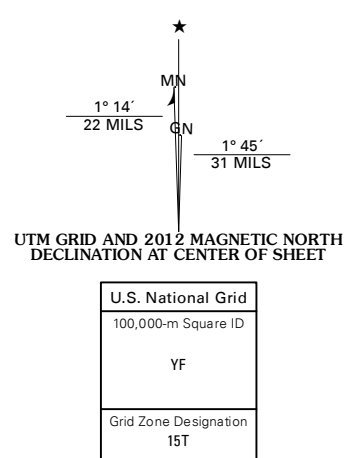 ★
MN
1° 14´
22 MILS
GN
1° 45´
31 MILS
UTM GRID AND 2012 MAGNETIC NORTH
DECLINATION AT CENTER OF SHEET
U.S. National Grid
100,000-m Square ID
YF
Grid Zone Designation
15T